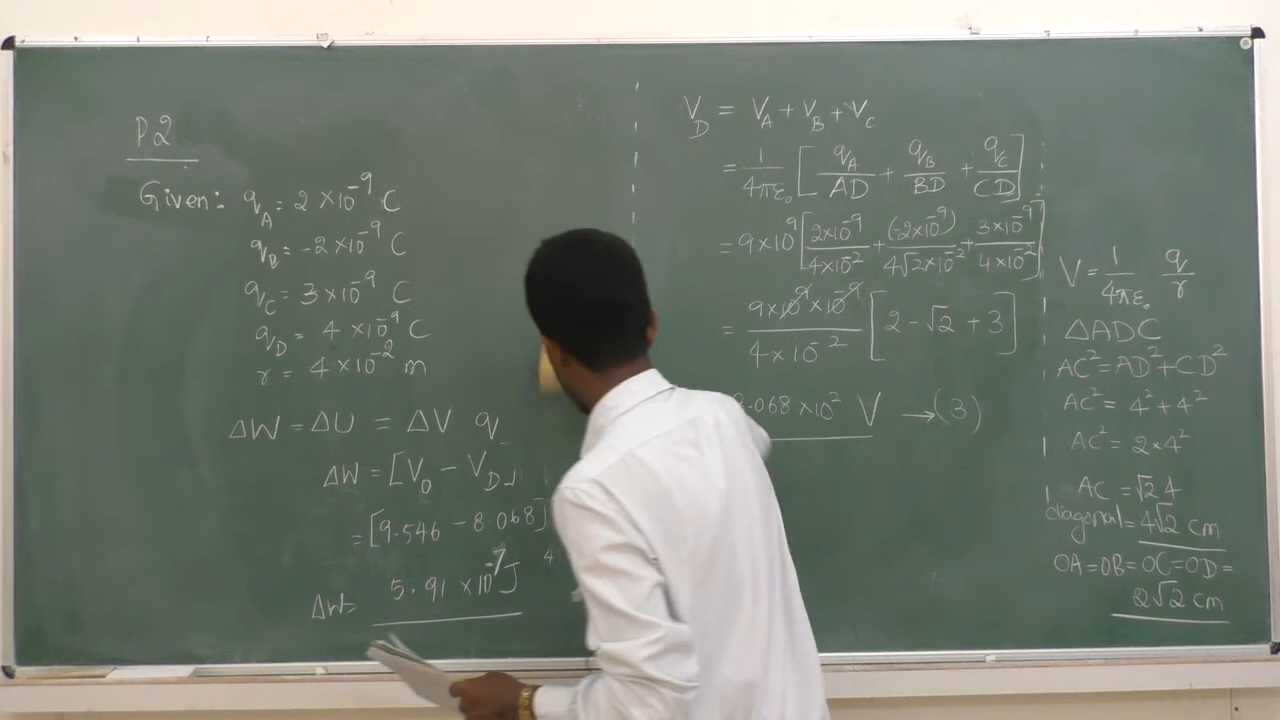 P2
Given: q_A = 2 × 10⁻⁹ C
q_B = -2 × 10⁻⁹ C
q_C = 3 × 10⁻⁹ C
q_D = 4 × 10⁻⁹ C
r = 4 × 10⁻² m
ΔW = ΔU = ΔV q
ΔW = [V_O - V_D]
= [9.546 - 8.068]
4
ΔW = 5.91 × 10⁻⁷ J
V_D = V_A + V_B + V_C
= 1/4πε₀ [q_A/AD + q_B/BD + q_C/CD]
= 9 × 10⁹ [2×10⁻⁹/4×10⁻² + (-2×10⁻⁹)/4√2×10⁻² + 3×10⁻⁹/4×10⁻²]
= 9×10⁹×10⁻⁹/4×10⁻² [2 - √2 + 3]
.068 × 10² V → (3)
V = 1/4πε₀ q/r
ΔADC
AC² = AD² + CD²
AC² = 4² + 4²
AC² = 2×4²
AC = √2 4
diagonal = 4√2 cm
OA = OB = OC = OD =
2√2 cm